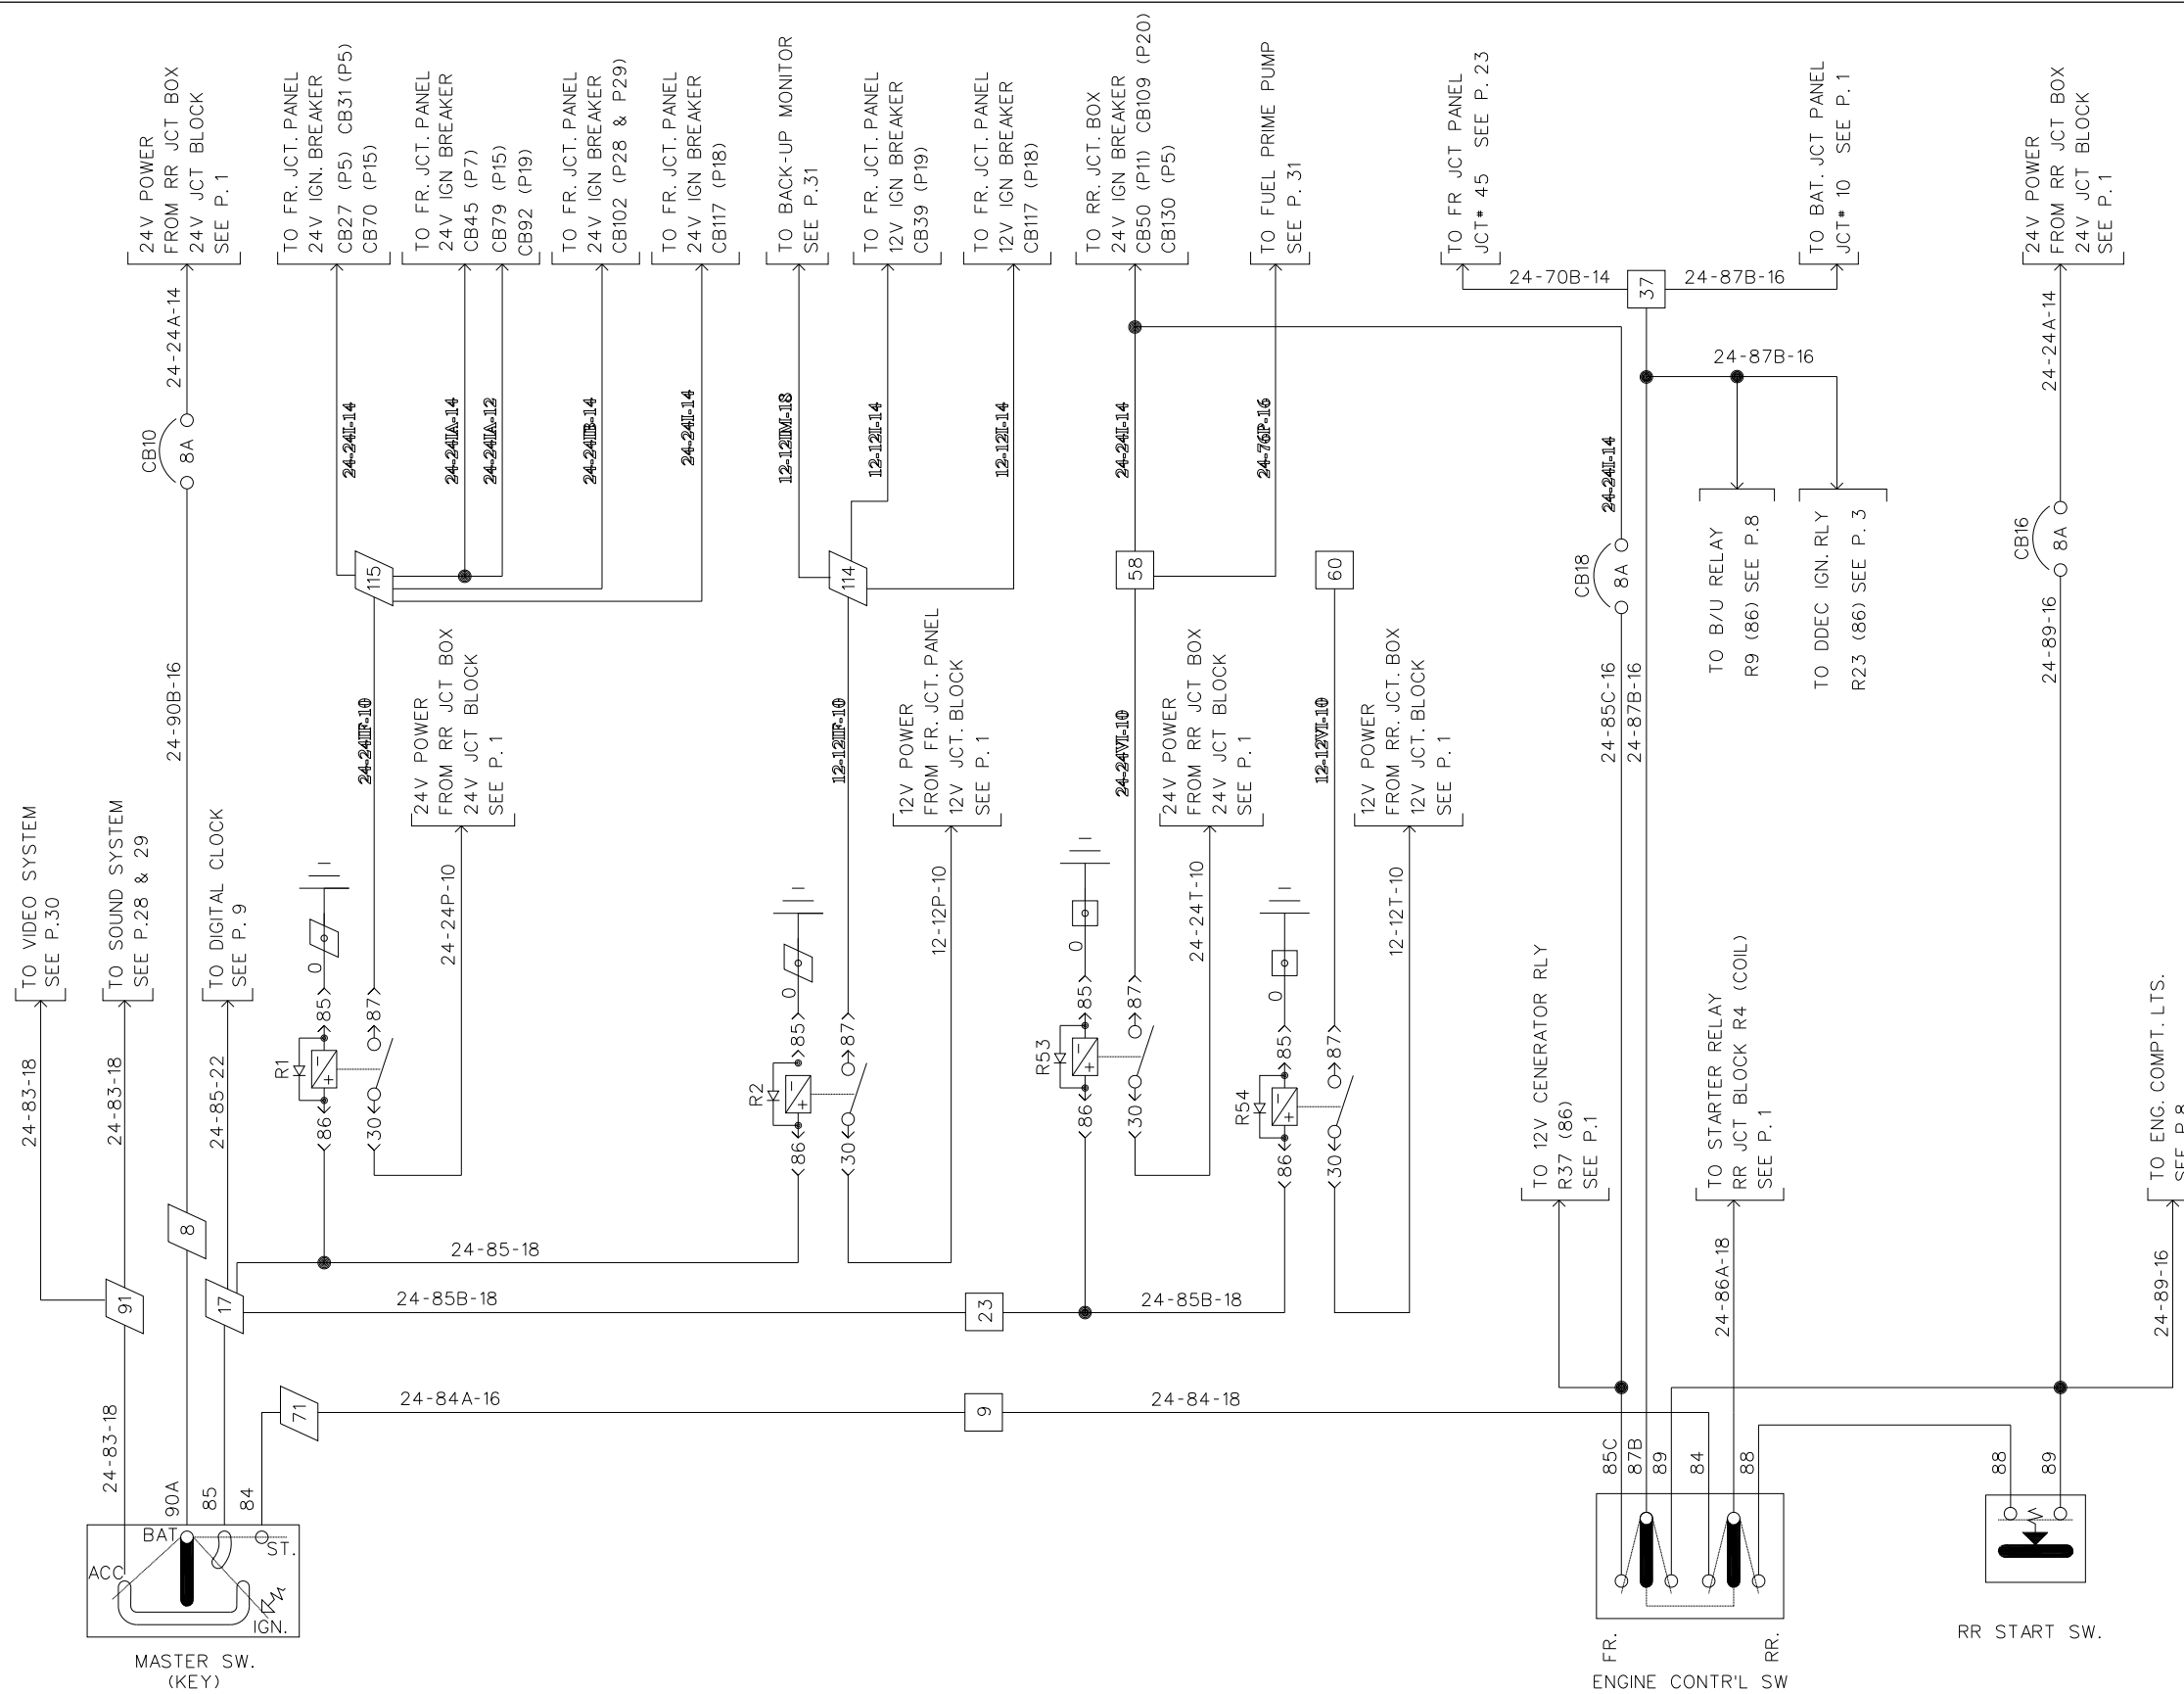 24V POWER
FROM RR JCT BOX
24V JCT BLOCK
SEE P. 1
TO FR. JCT. PANEL
24V IGN. BREAKER
CB27 (P5) CB31 (P5)
CB70 (P15)
TO FR. JCT. PANEL
24V IGN BREAKER
CB45 (P7)
CB79 (P15)
CB92 (P19)
TO FR. JCT. PANEL
24V IGN BREAKER
CB102 (P28 & P29)
TO FR. JCT. PANEL
24V IGN BREAKER
CB117 (P18)
TO BACK-UP MONITOR
SEE P.31
TO FR. JCT. PANEL
12V IGN BREAKER
CB39 (P19)
TO FR. JCT. PANEL
12V IGN BREAKER
CB117 (P18)
TO RR. JCT. BOX
24V IGN BREAKER
CB50 (P11) CB109 (P20)
CB130 (P5)
TO FUEL PRIME PUMP
SEE P. 31
TO FR JCT PANEL
JCT# 45 SEE P. 23
TO BAT. JCT PANEL
JCT# 10 SEE P. 1
24V POWER
FROM RR JCT BOX
24V JCT BLOCK
SEE P. 1
24-70B-14
37
24-87B-16
24-24A-14
24-24A-14
24-87B-16
CB10
8A
24-24I-14
24-24IA-14
24-24IA-12
24-24IB-14
24-24I-14
12-12IM-18
12-12I-14
12-12I-14
24-24I-14
24-76P-16
24-24I-14
115
114
58
60
CB18
8A
TO B/U RELAY
R9 (86) SEE P.8
TO DDEC IGN. RLY
R23 (86) SEE P. 3
CB16
8A
24-90B-16
24-24IF-10
24V POWER
FROM RR JCT BOX
24V JCT BLOCK
SEE P. 1
12-12IF-10
12V POWER
FROM FR. JCT. PANEL
12V JCT. BLOCK
SEE P. 1
24-24VI-10
24V POWER
FROM RR JCT BOX
24V JCT BLOCK
SEE P. 1
12-12VI-10
12V POWER
FROM RR. JCT. BOX
12V JCT. BLOCK
SEE P. 1
24-85C-16
24-87B-16
24-89-16
TO VIDEO SYSTEM
SEE P.30
TO SOUND SYSTEM
SEE P.28 & 29
TO DIGITAL CLOCK
SEE P. 9
24-83-18
24-83-18
24-85-22
R1
0
85
86
87
30
24-24P-10
R2
0
85
86
87
30
12-12P-10
R53
0
85
86
87
30
24-24T-10
R54
0
85
86
87
30
12-12T-10
TO 12V CENERATOR RLY
R37 (86)
SEE P.1
TO STARTER RELAY
RR JCT BLOCK R4 (COIL)
SEE P. 1
TO ENG. COMPT. LTS.
SEE P.8
8
91
17
24-85-18
24-85B-18
23
24-85B-18
24-86A-18
24-89-16
71
24-84A-16
9
24-84-18
24-83-18
90A
85
84
85C
87B
89
84
88
88
89
BAT
ACC
ST.
IGN.
MASTER SW.
(KEY)
FR.
RR.
ENGINE CONTR'L SW
RR START SW.